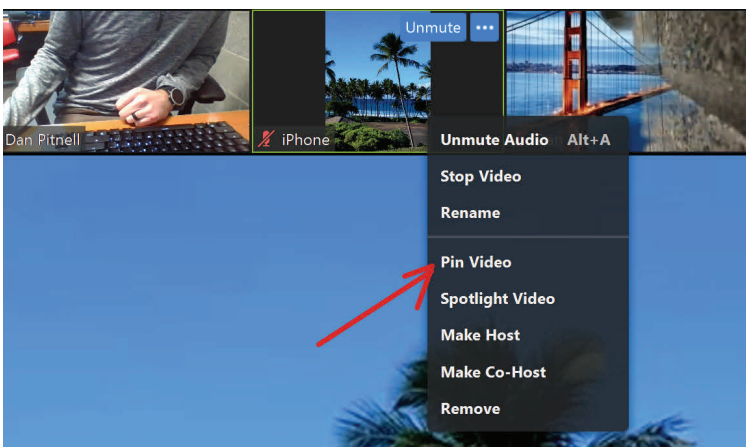 Unmute
Dan Pitnell
iPhone
Unmute Audio Alt+A
Stop Video
Rename
Pin Video
Spotlight Video
Make Host
Make Co-Host
Remove